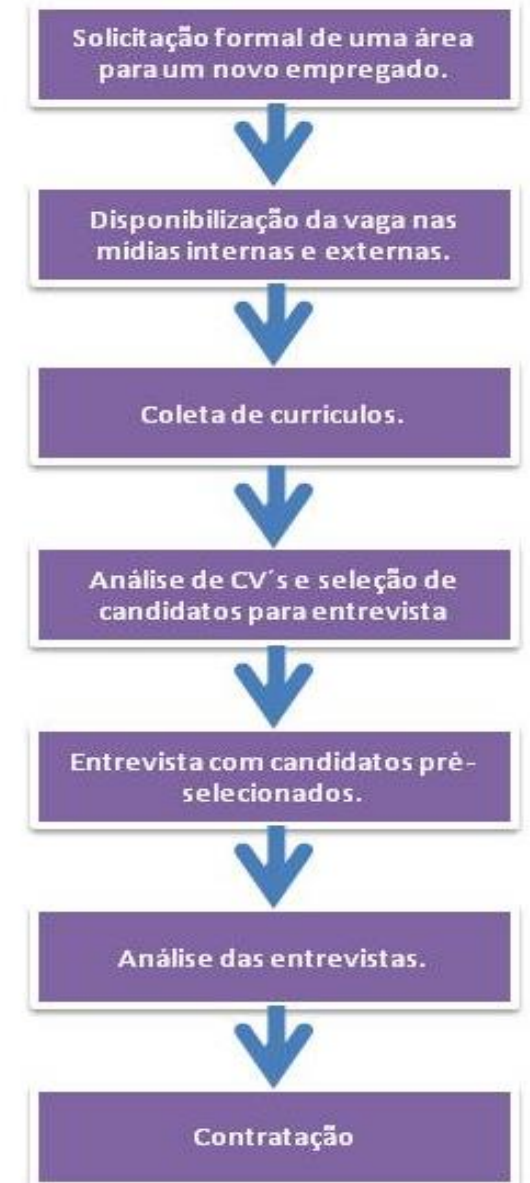 Solicitação formal de uma área
para um novo empregado.
Disponibilização da vaga nas
mídias internas e externas.
Coleta de currículos.
Análise de CV´s e seleção de
candidatos para entrevista
Entrevista com candidatos pré-
selecionados.
Análise das entrevistas.
Contratação